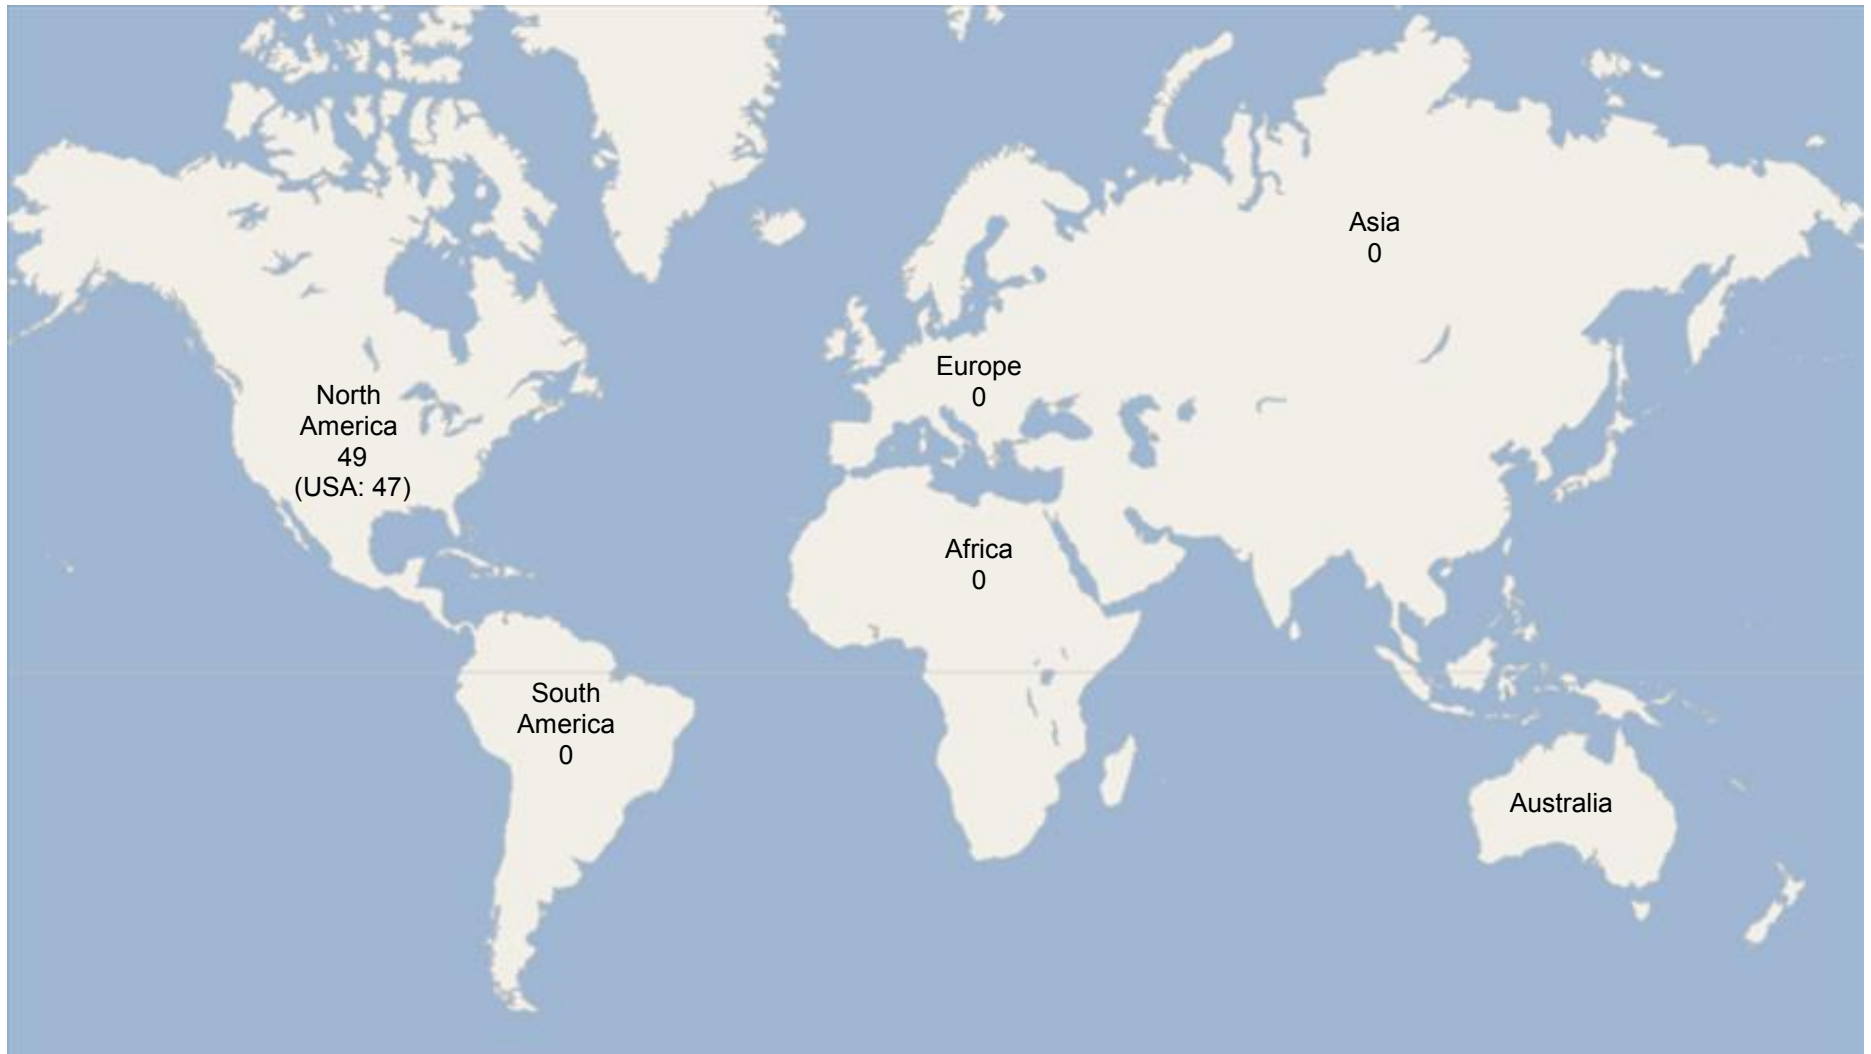 Asia
0
Europe
0
North
America
49
(USA: 47)
Africa
0
South
America
0
Australia